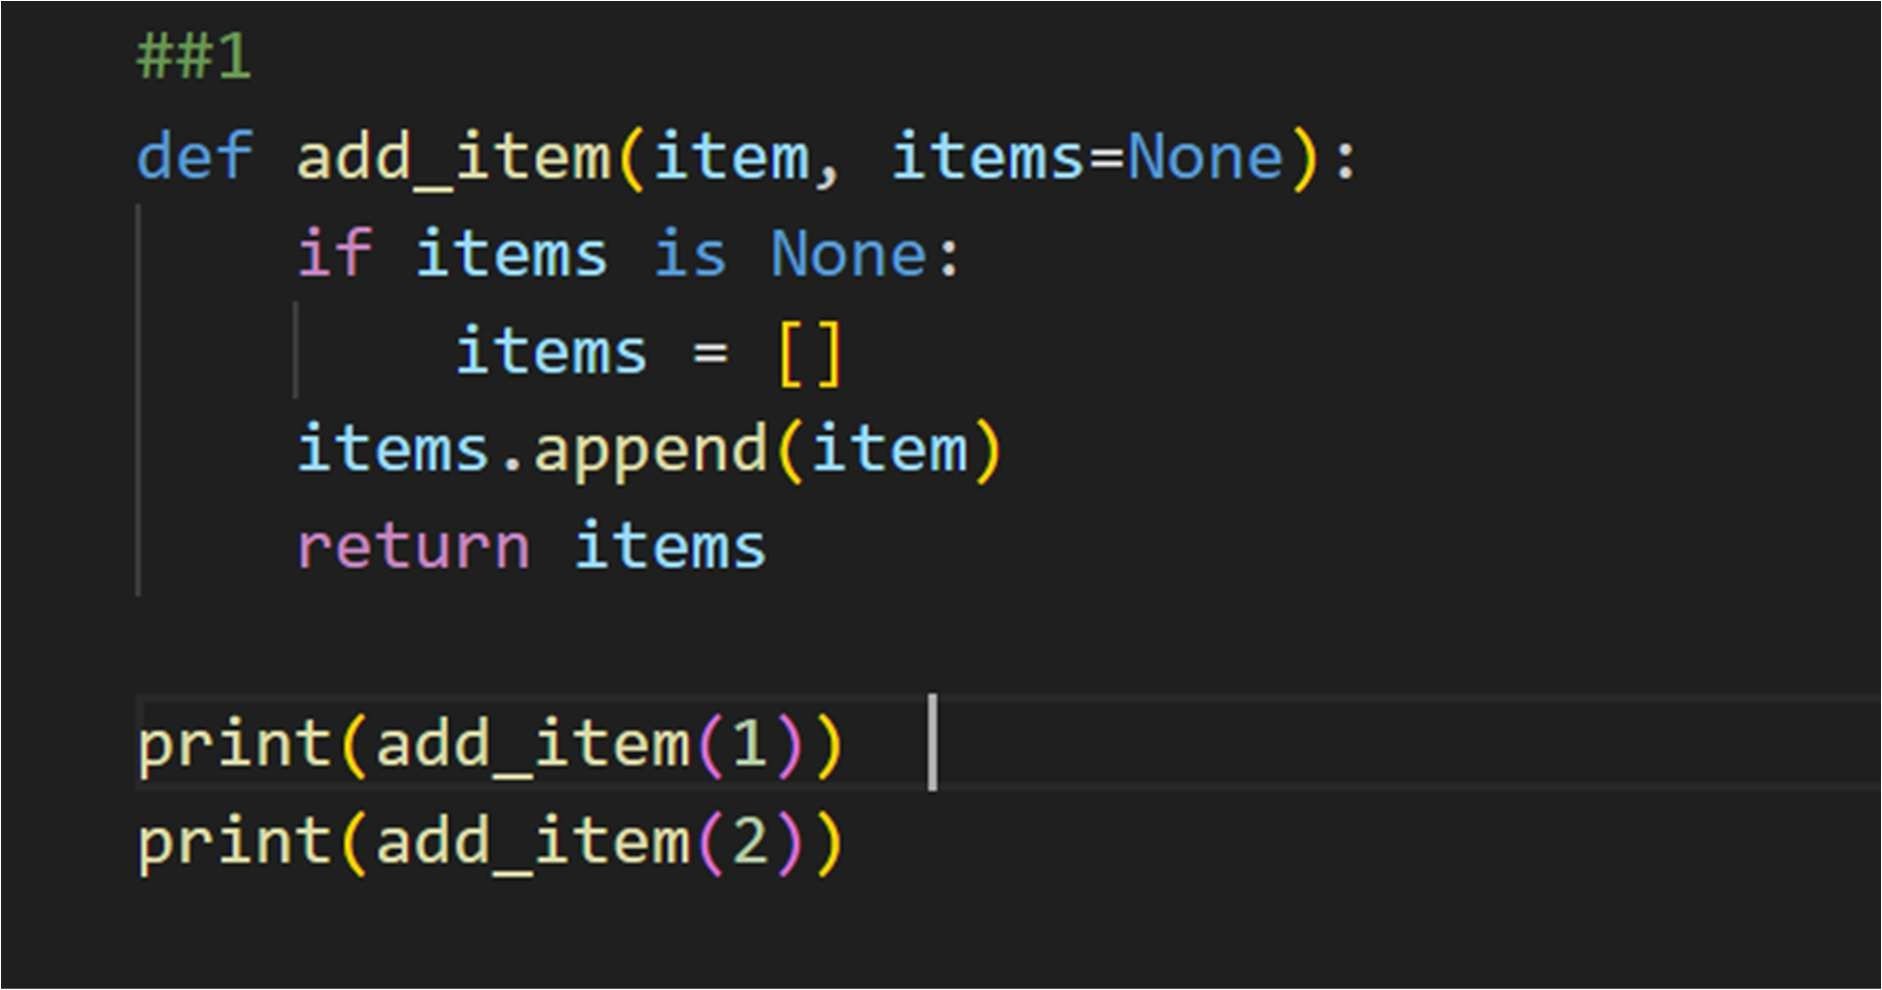 ##1
def add_item(item, items=None):
    if items is None:
        items = []
    items.append(item)
    return items

print(add_item(1))
print(add_item(2))